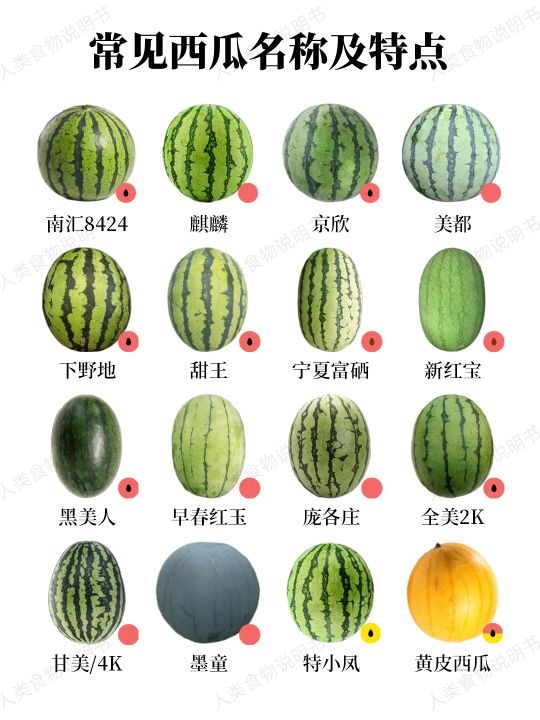 常见西瓜名称及特点
南汇8424 麒麟 京欣 美都
下野地 甜王 宁夏富硒 新红宝
黑美人 早春红玉 庞各庄 全美2K
甘美/4K 墨童 特小凤 黄皮西瓜
人类食物说明书